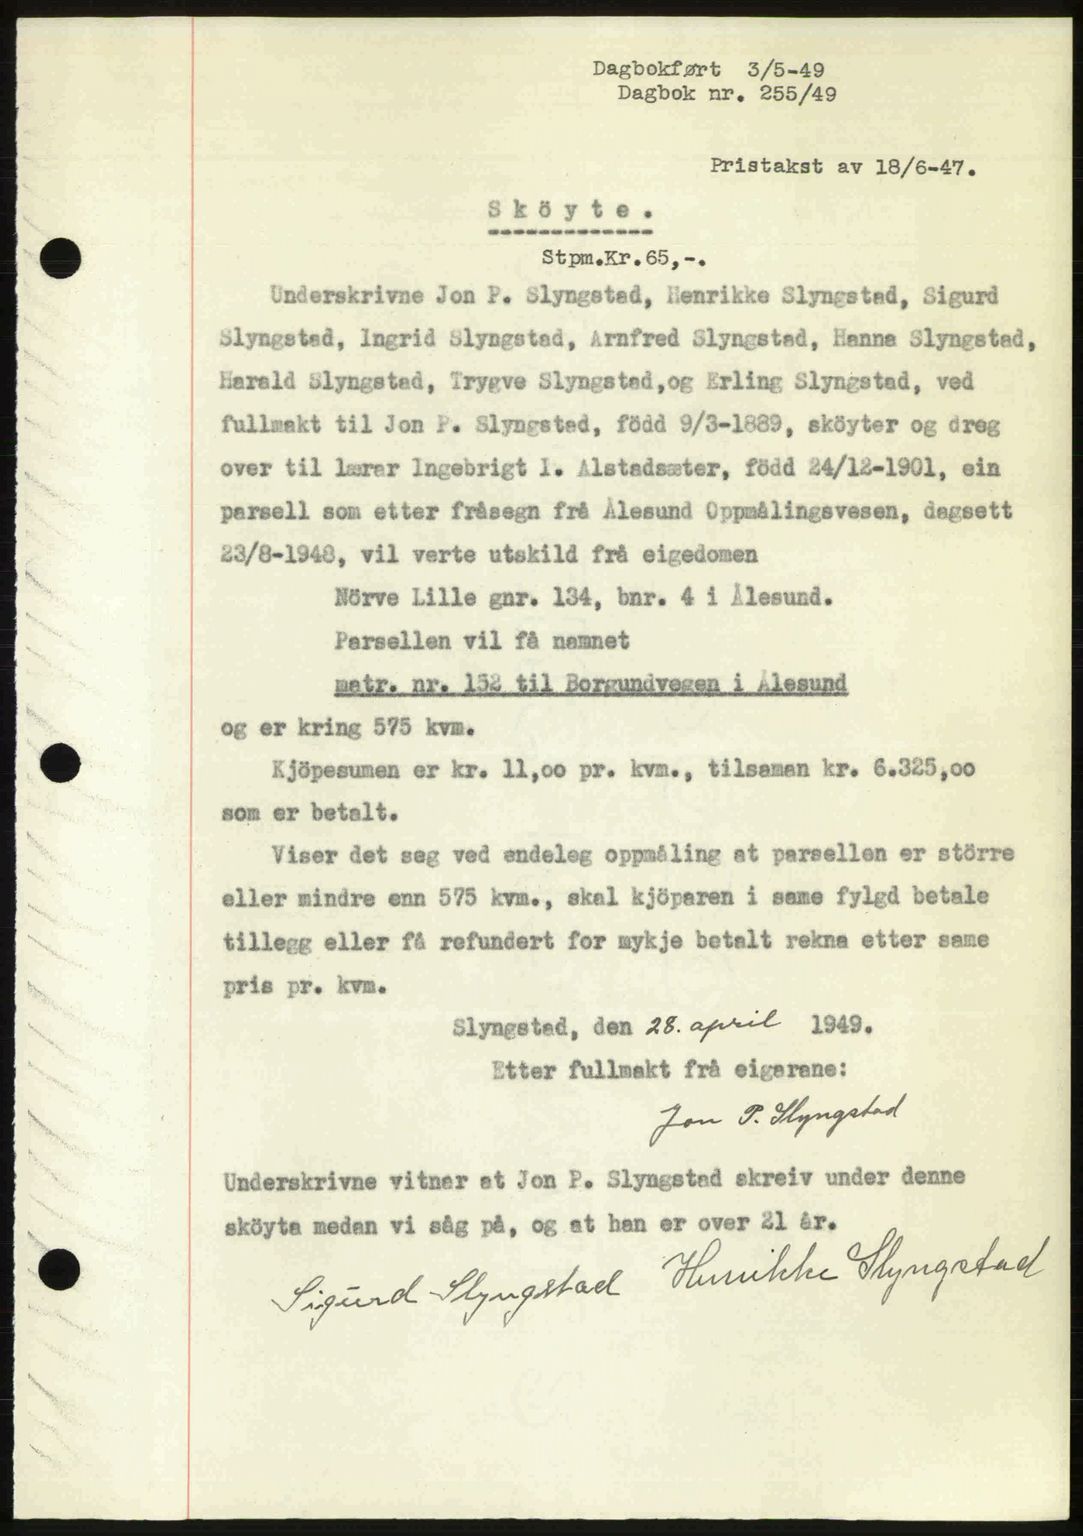 Dagbokført 3/5-49
Dagbok nr. 255/49
Pristakst av 18/6-47.
Sköyte.
Stpm.Kr.65,-.
Underskrivne Jon P. Slyngstad, Henrikke Slyngstad, Sigurd
Slyngstad, Ingrid Slyngstad, Arnfred Slyngstad, Hanna Slyngstad,
Harald Slyngstad, Trygve Slyngstad,og Erling Slyngstad, ved
fullmakt til Jon P. Slyngstad, född 9/3-1889, sköyter og dreg
over til lærar Ingebrigt I. Alstadsæter, född 24/12-1901, ein
parsell som etter fråsegn frå Ålesund Oppmålingsvesen, dagsett
23/8-1948, vil verte utskild frå eigedomen
Nörve Lille gnr. 134, bnr. 4 i Ålesund.
Parsellen vil få namnet
matr. nr. 152 til Borgundvegen i Ålesund
og er kring 575 kvm.
Kjöpesumen er kr. 11,oo pr. kvm., tilsaman kr. 6.325,oo
som er betalt.
Viser det seg ved endeleg oppmåling at parsellen er större
eller mindre enn 575 kvm., skal kjöparen i same fylgd betale
tillegg eller få refundert for mykje betalt rekna etter same
pris pr. kvm.
Slyngstad, den 28. april 1949.
Etter fullmakt frå eigarane:
Jon P. Slyngstad
Underskrivne vitnar at Jon P. Slyngstad skreiv under denne
sköyta medan vi såg på, og at han er over 21 år.
Sigurd Slyngstad Henrikke Slyngstad